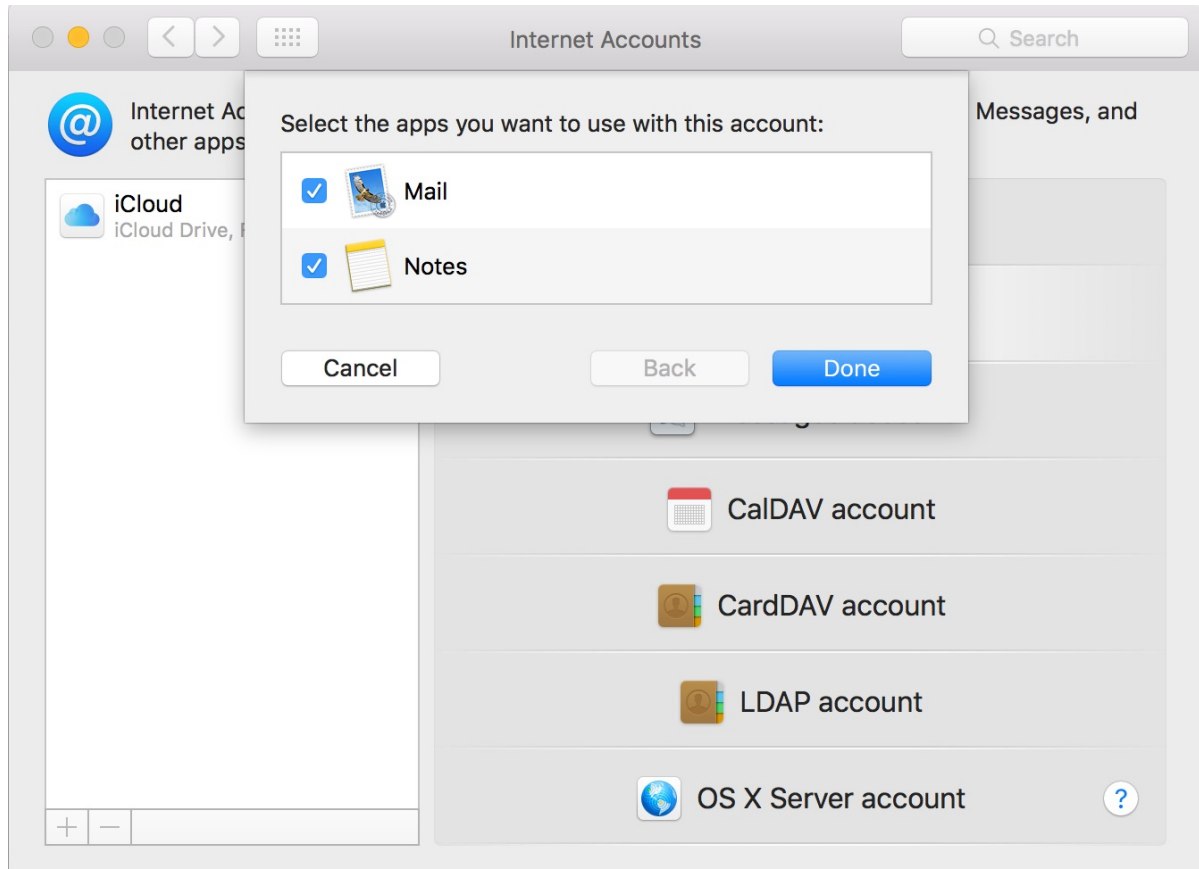 Internet Accounts
Search
Internet Ac
Messages, and
other apps
Select the apps you want to use with this account:
Mail
Notes
Cancel
Back
Done
iCloud
iCloud Drive,
CalDAV account
CardDAV account
LDAP account
OS X Server account
?